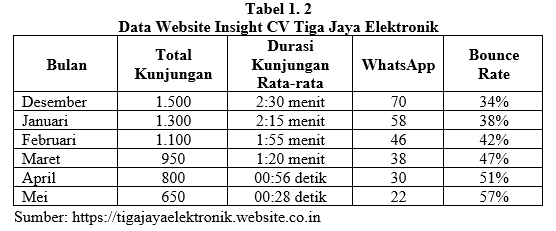 Tabel 1. 2
Data Website Insight CV Tiga Jaya Elektronik
Bulan Total Kunjungan Durasi Kunjungan Rata-rata WhatsApp Bounce Rate
Desember 1.500 2:30 menit 70 34%
Januari 1.300 2:15 menit 58 38%
Februari 1.100 1:55 menit 46 42%
Maret 950 1:20 menit 38 47%
April 800 00:56 detik 30 51%
Mei 650 00:28 detik 22 57%
Sumber: https://tigajayaelektronik.website.co.in